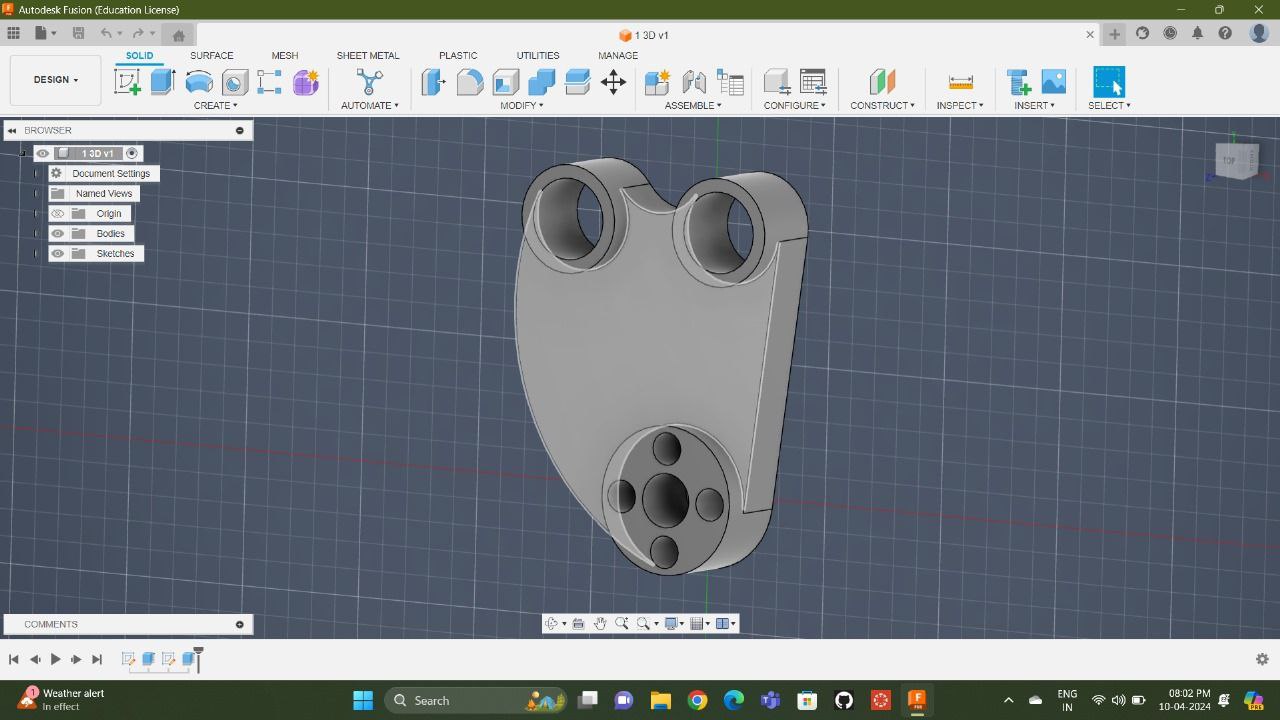 Autodesk Fusion (Education License)
1 3D v1
SOLID SURFACE MESH SHEET METAL PLASTIC UTILITIES MANAGE
DESIGN
CREATE AUTOMATE MODIFY ASSEMBLE CONFIGURE CONSTRUCT INSPECT INSERT SELECT
BROWSER
1 3D v1
Document Settings
Named Views
Origin
Bodies
Sketches
TOP
COMMENTS
1
Weather alert
In effect
Search
ENG
IN
08:02 PM
10-04-2024